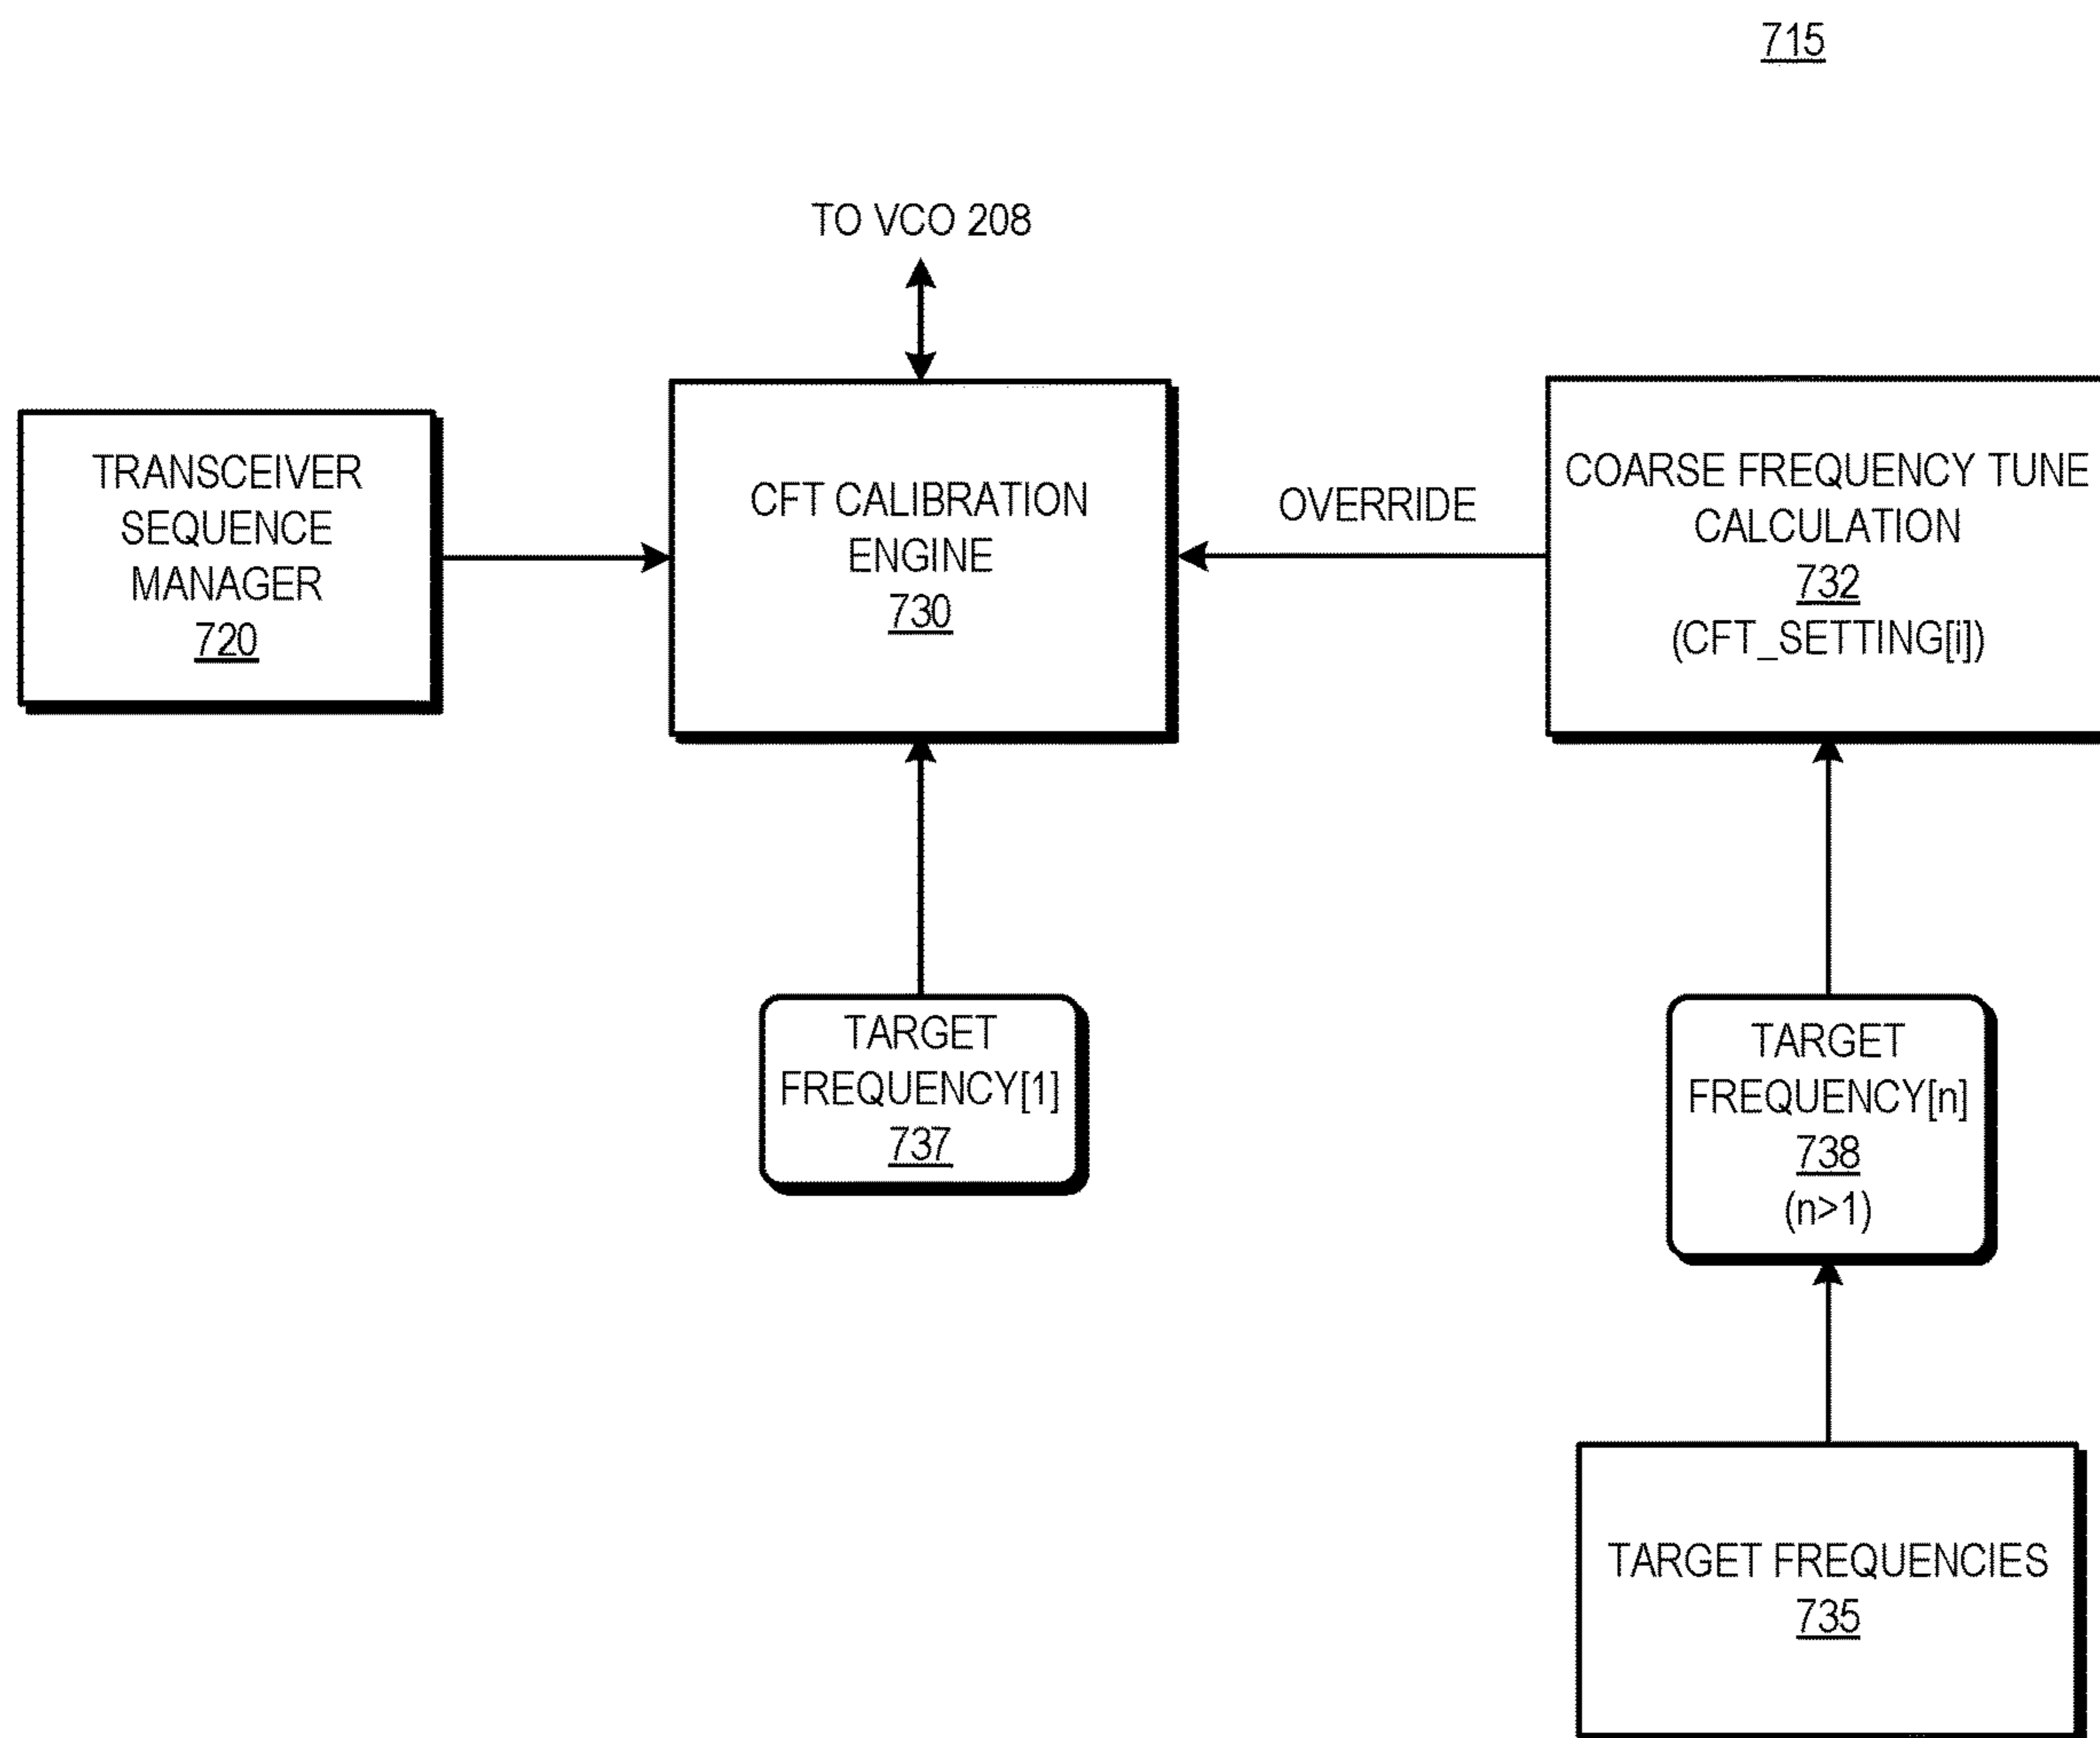 715
TO VCO 208
TRANSCEIVER
SEQUENCE
MANAGER
720
CFT CALIBRATION
ENGINE
730
OVERRIDE
COARSE FREQUENCY TUNE
CALCULATION
732
(CFT_SETTING[i])
TARGET
FREQUENCY[1]
737
TARGET
FREQUENCY[n]
738
(n>1)
TARGET FREQUENCIES
735